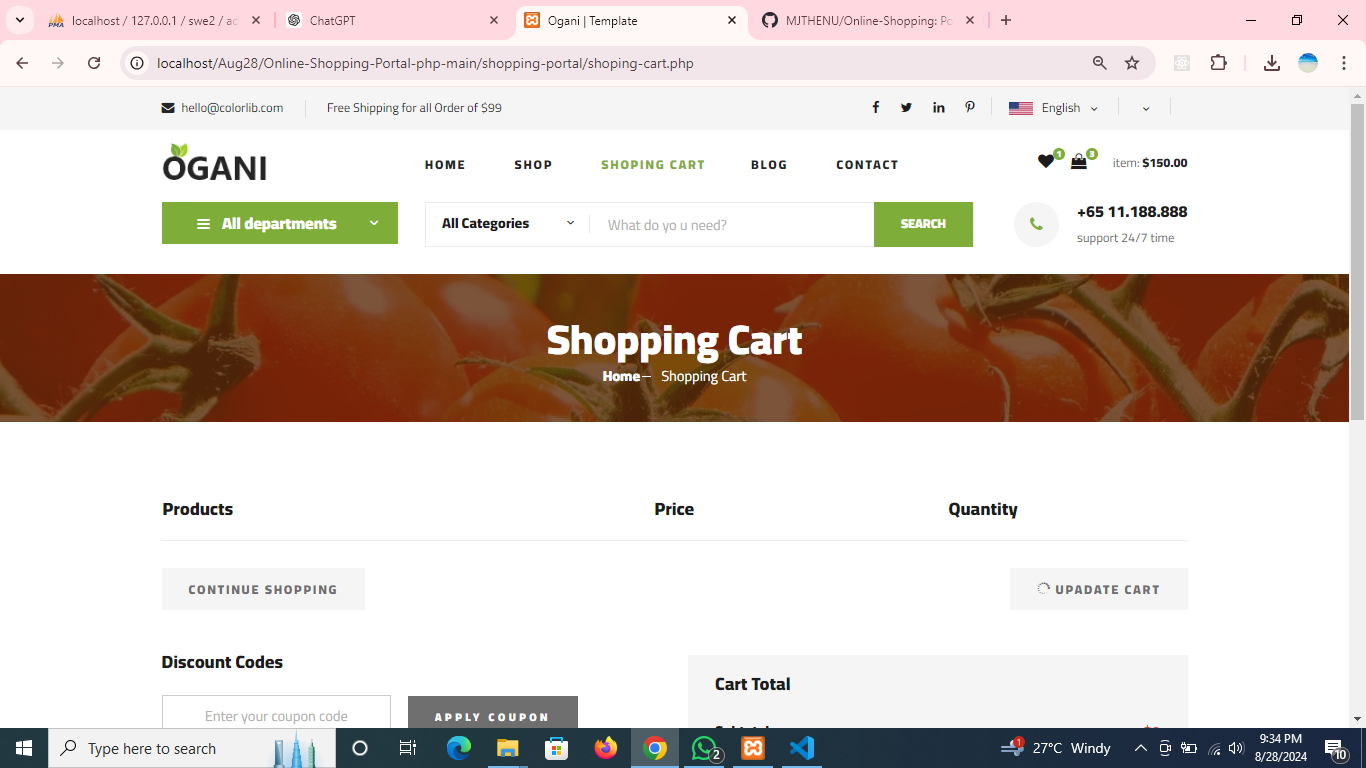 localhost / 127.0.0.1 / swe2 / ad
ChatGPT
Ogani | Template
MJTHENU/Online-Shopping: Po
localhost/Aug28/Online-Shopping-Portal-php-main/shopping-portal/shoping-cart.php
hello@colorlib.com
Free Shipping for all Order of $99
English
OGANI
HOME
SHOP
SHOPING CART
BLOG
CONTACT
1
3
item: $150.00
All departments
All Categories
What do yo u need?
SEARCH
+65 11.188.888
support 24/7 time
Shopping Cart
Home– Shopping Cart
Products
Price
Quantity
CONTINUE SHOPPING
UPADATE CART
Discount Codes
Cart Total
Enter your coupon code
APPLY COUPON
Type here to search
2
1
27°C Windy
9:34 PM
8/28/2024
10